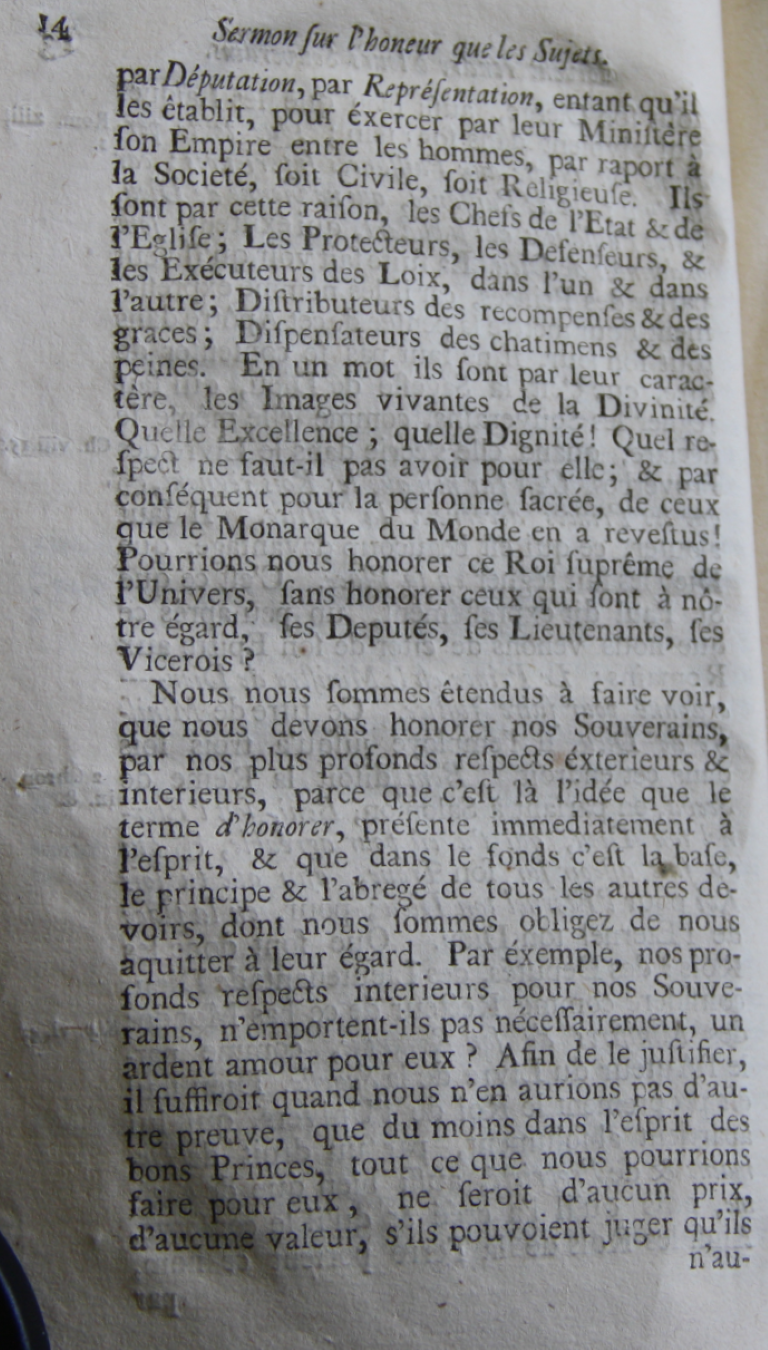 14 Sermon ſur l'honeur que les Sujets.
par Députation, par Repréſentation, entant qu'il
les établit, pour éxercer par leur Miniſtère
ſon Empire entre les hommes, par raport à
la Societé, ſoit Civile, ſoit Religieuſe. Ils
ſont par cette raiſon, les Chefs de l'Etat & de
l'Egliſe; Les Protecteurs, les Defenſeurs, &
les Exécuteurs des Loix, dans l'un & dans
l'autre; Diſtributeurs des recompenſes & des
graces; Diſpenſateurs des chatimens & des
peines. En un mot ils ſont par leur carac-
tère, les Images vivantes de la Divinité.
Quelle Excellence; quelle Dignité! Quel re-
ſpect ne faut-il pas avoir pour elle; & par
conſéquent pour la perſonne ſacrée, de ceux
que le Monarque du Monde en a reveſtus!
Pourrions nous honorer ce Roi ſuprême de
l'Univers, ſans honorer ceux qui ſont à nô-
tre égard, ſes Deputés, ſes Lieutenants, ſes
Vicerois?
Nous nous ſommes êtendus à faire voir,
que nous devons honorer nos Souverains,
par nos plus profonds reſpects éxterieurs &
interieurs, parce que c'eſt là l'idée que le
terme d'honorer, préſente immediatement à
l'eſprit, & que dans le fonds c'eſt la baſe,
le principe & l'abregé de tous les autres de-
voirs, dont nous ſommes obligez de nous
aquitter à leur égard. Par éxemple, nos pro-
fonds reſpects interieurs pour nos Souve-
rains, n'emportent-ils pas néceſſairement, un
ardent amour pour eux? Afin de le juſtifier,
il ſuffiroit quand nous n'en aurions pas d'au-
tre preuve, que du moins dans l'eſprit des
bons Princes, tout ce que nous pourrions
faire pour eux, ne ſeroit d'aucun prix,
d'aucune valeur, s'ils pouvoient juger qu'ils
n'au-